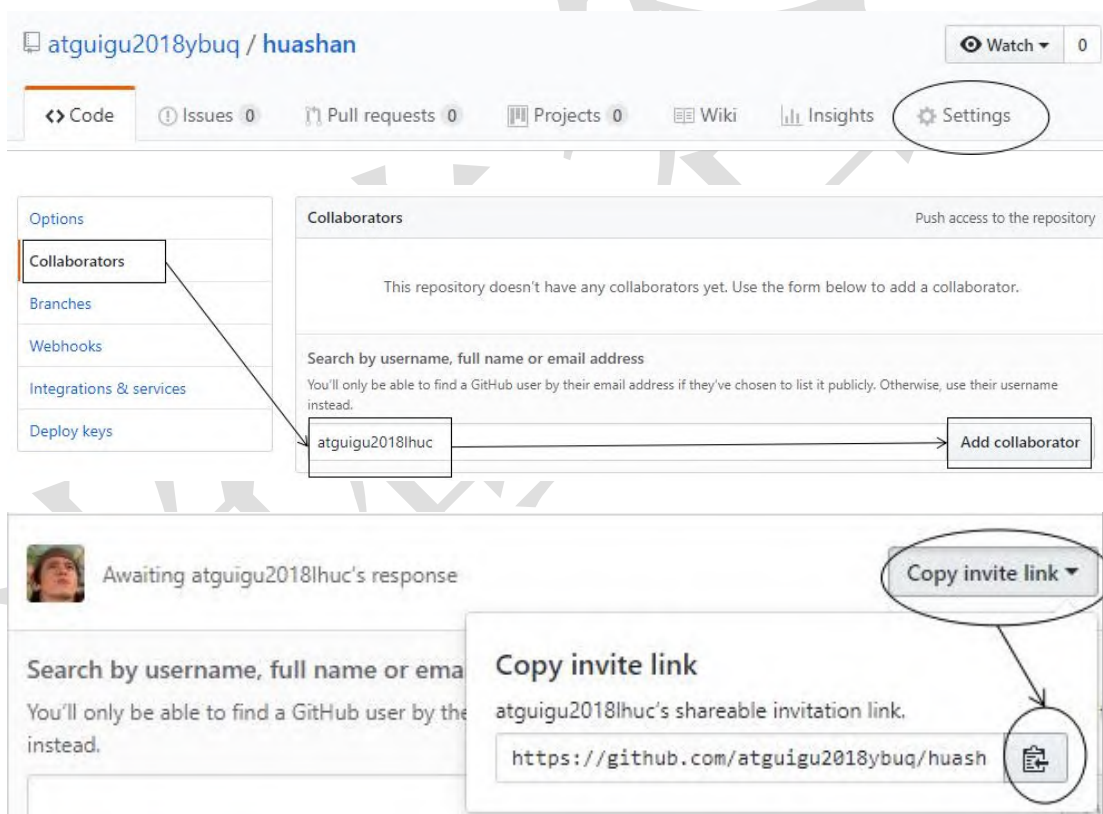 atguigu2018ybuq / huashan
Watch 0
Code Issues 0 Pull requests 0 Projects 0 Wiki Insights Settings
Options
Collaborators
Branches
Webhooks
Integrations & services
Deploy keys
Collaborators Push access to the repository
This repository doesn't have any collaborators yet. Use the form below to add a collaborator.
Search by username, full name or email address
You'll only be able to find a GitHub user by their email address if they've chosen to list it publicly. Otherwise, use their username
instead.
atguigu2018lhuc Add collaborator
Awaiting atguigu2018lhuc's response Copy invite link
Search by username, full name or ema
You'll only be able to find a GitHub user by the
instead.
Copy invite link
atguigu2018lhuc's shareable invitation link.
https://github.com/atguigu2018ybuq/huash